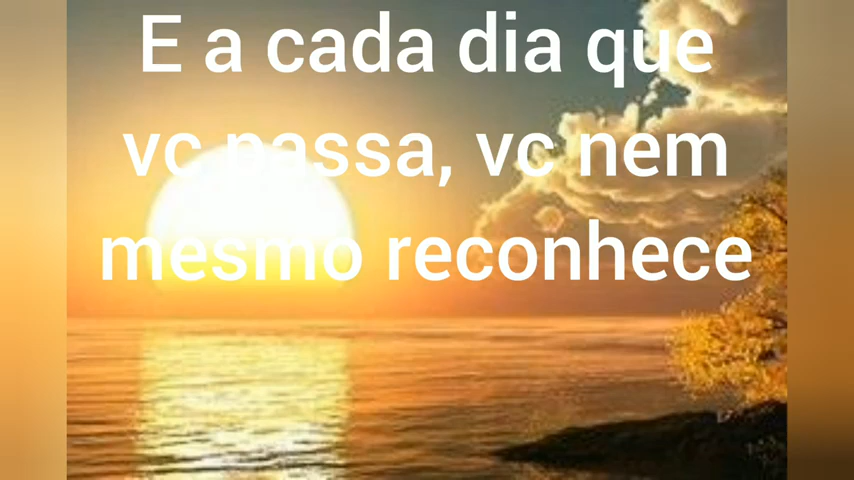 E a cada dia que
vc passa, vc nem
mesmo reconhece